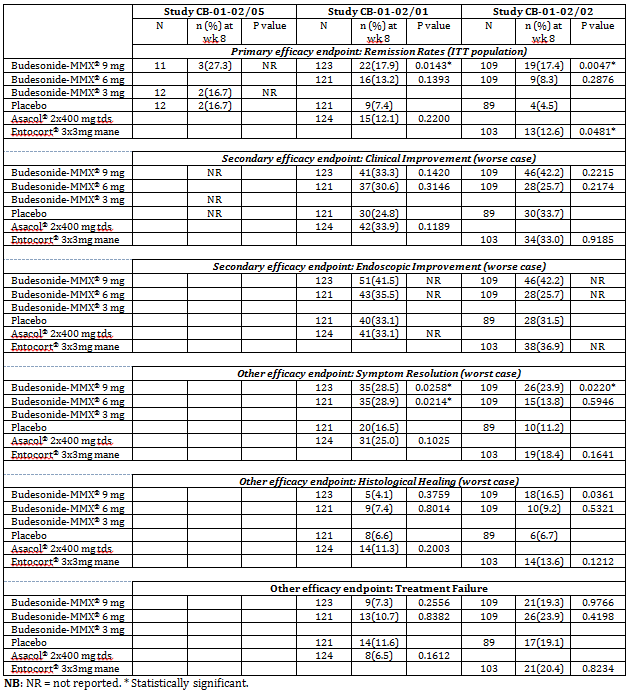 Study CB-01-02/05 Study CB-01-02/01 Study CB-01-02/02
N n (%) at wk 8 P value N n (%) at wk 8 P value N n (%) at wk 8 P value
Primary efficacy endpoint: Remission Rates (ITT population)
Budesonide-MMX® 9 mg 11 3(27.3) NR 123 22(17.9) 0.0143* 109 19(17.4) 0.0047*
Budesonide-MMX® 6 mg 121 16(13.2) 0.1393 109 9(8.3) 0.2876
Budesonide-MMX® 3 mg 12 2(16.7) NR
Placebo 12 2(16.7) 121 9(7.4) 89 4(4.5)
Asacol® 2x400 mg tds 124 15(12.1) 0.2200
Entocort® 3x3mg mane 103 13(12.6) 0.0481*
Secondary efficacy endpoint: Clinical Improvement (worse case)
Budesonide-MMX® 9 mg NR 123 41(33.3) 0.1420 109 46(42.2) 0.2215
Budesonide-MMX® 6 mg 121 37(30.6) 0.3146 109 28(25.7) 0.2174
Budesonide-MMX® 3 mg NR
Placebo NR 121 30(24.8) 89 30(33.7)
Asacol® 2x400 mg tds 124 42(33.9) 0.1189
Entocort® 3x3mg mane 103 34(33.0) 0.9185
Secondary efficacy endpoint: Endoscopic Improvement (worse case)
Budesonide-MMX® 9 mg 123 51(41.5) NR 109 46(42.2) NR
Budesonide-MMX® 6 mg 121 43(35.5) NR 109 28(25.7) NR
Budesonide-MMX® 3 mg
Placebo 121 40(33.1) 89 28(31.5)
Asacol® 2x400 mg tds 124 41(33.1) NR
Entocort® 3x3mg mane 103 38(36.9) NR
Other efficacy endpoint: Symptom Resolution (worst case)
Budesonide-MMX® 9 mg 123 35(28.5) 0.0258* 109 26(23.9) 0.0220*
Budesonide-MMX® 6 mg 121 35(28.9) 0.0214* 109 15(13.8) 0.5946
Budesonide-MMX® 3 mg
Placebo 121 20(16.5) 89 10(11.2)
Asacol® 2x400 mg tds 124 31(25.0) 0.1025
Entocort® 3x3mg mane 103 19(18.4) 0.1641
Other efficacy endpoint: Histological Healing (worst case)
Budesonide-MMX® 9 mg 123 5(4.1) 0.3759 109 18(16.5) 0.0361
Budesonide-MMX® 6 mg 121 9(7.4) 0.8014 109 10(9.2) 0.5321
Budesonide-MMX® 3 mg
Placebo 121 8(6.6) 89 6(6.7)
Asacol® 2x400 mg tds 124 14(11.3) 0.2003
Entocort® 3x3mg mane 103 14(13.6) 0.1212
Other efficacy endpoint: Treatment Failure
Budesonide-MMX® 9 mg 123 9(7.3) 0.2556 109 21(19.3) 0.9766
Budesonide-MMX® 6 mg 121 13(10.7) 0.8382 109 26(23.9) 0.4198
Budesonide-MMX® 3 mg
Placebo 121 14(11.6) 89 17(19.1)
Asacol® 2x400 mg tds 124 8(6.5) 0.1612
Entocort® 3x3mg mane 103 21(20.4) 0.8234
NB: NR = not reported. * Statistically significant.